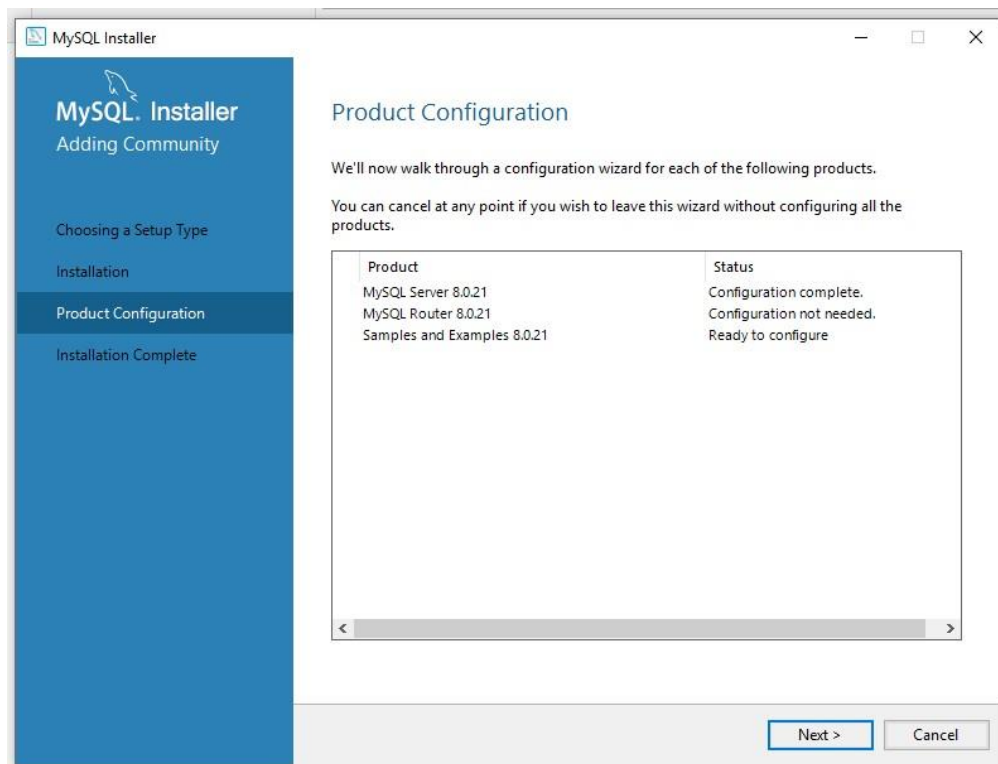 MySQL Installer
MySQL. Installer
Adding Community
Choosing a Setup Type
Installation
Product Configuration
Installation Complete
Product Configuration
We'll now walk through a configuration wizard for each of the following products.
You can cancel at any point if you wish to leave this wizard without configuring all the
products.
Product Status
MySQL Server 8.0.21 Configuration complete.
MySQL Router 8.0.21 Configuration not needed.
Samples and Examples 8.0.21 Ready to configure
Next >
Cancel